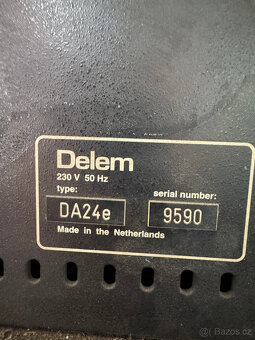 Delem
230 V 50 Hz
type: serial number:
DA24e 9590
Made in the Netherlands
Bazos.cz